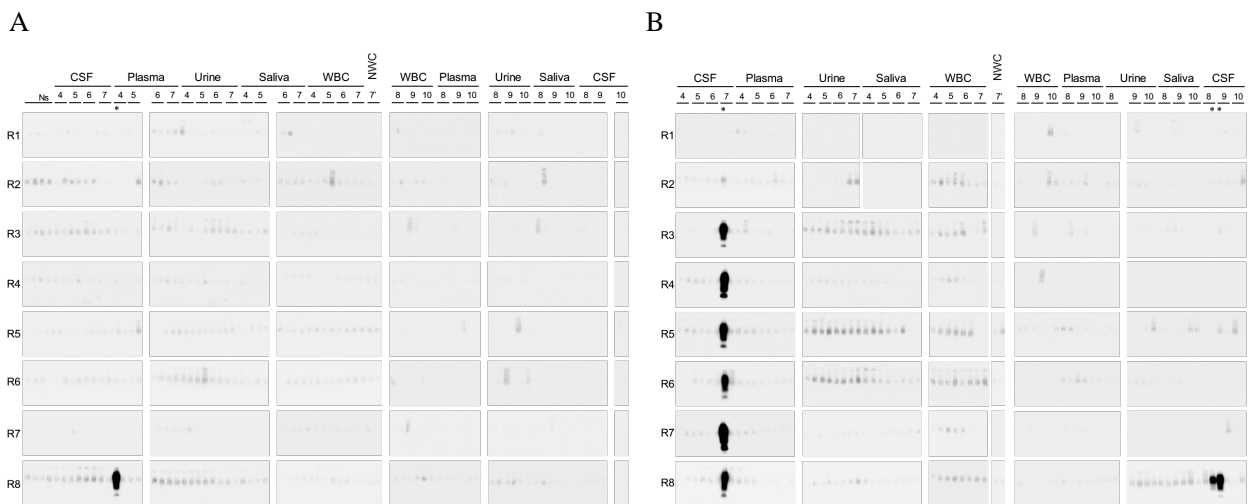 A
CSF Plasma Urine Saliva WBC NWC WBC Plasma Urine Saliva CSF
Ns 4 5 6 7 4 5 6 7 4 5 6 7 4 5 6 7 4 5 6 7 7' 8 9 10 8 9 10 8 9 10 8 9 10 8 9 10
*
R1
R2
R3
R4
R5
R6
R7
R8
B
CSF Plasma Urine Saliva WBC NWC WBC Plasma Urine Saliva CSF
4 5 6 7 4 5 6 7 4 5 6 7 4 5 6 7 4 5 6 7 7' 8 9 10 8 9 10 8 9 10 8 9 10 8 9 10
* * *
R1
R2
R3
R4
R5
R6
R7
R8